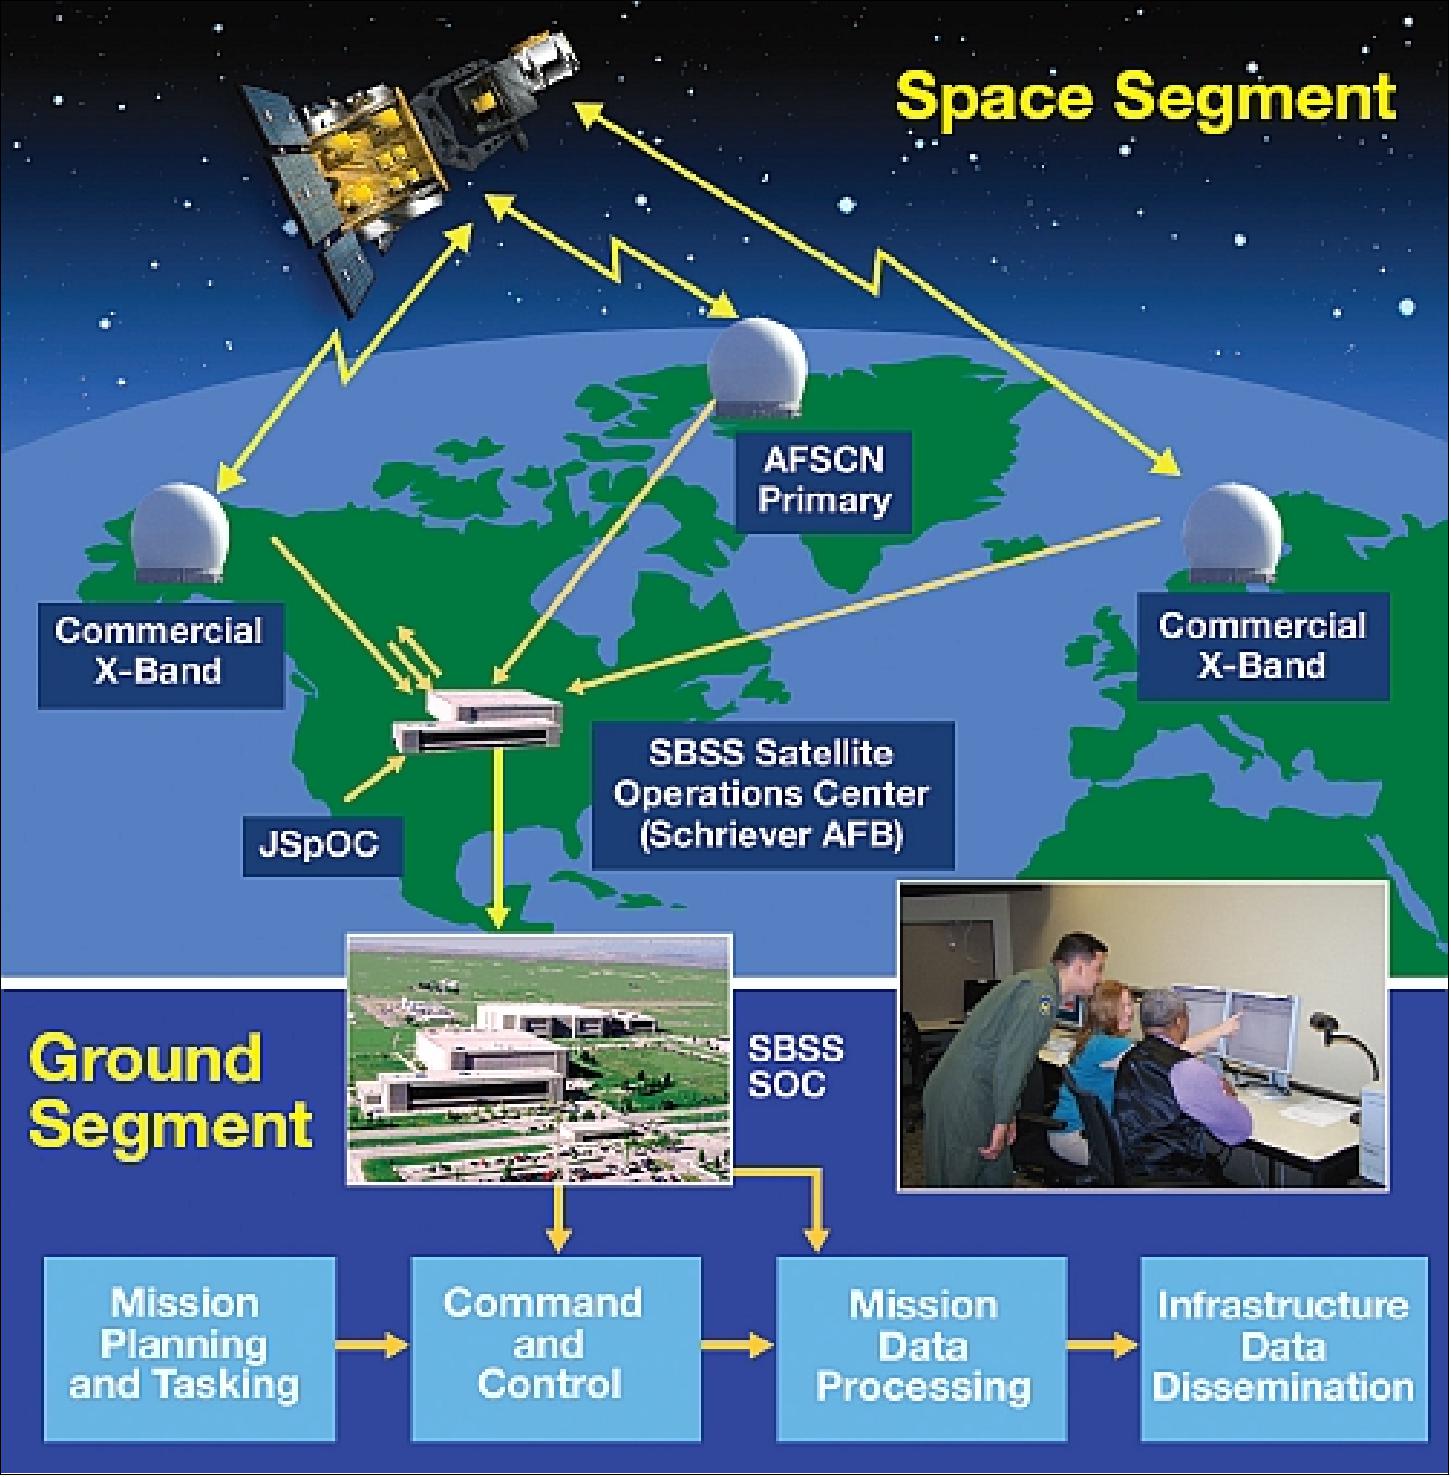 Space Segment
AFSCN
Primary
Commercial
X-Band
Commercial
X-Band
SBSS Satellite
Operations Center
(Schriever AFB)
JSpOC
Ground
Segment
SBSS
SOC
Mission
Planning
and Tasking
Command
and
Control
Mission
Data
Processing
Infrastructure
Data
Dissemination